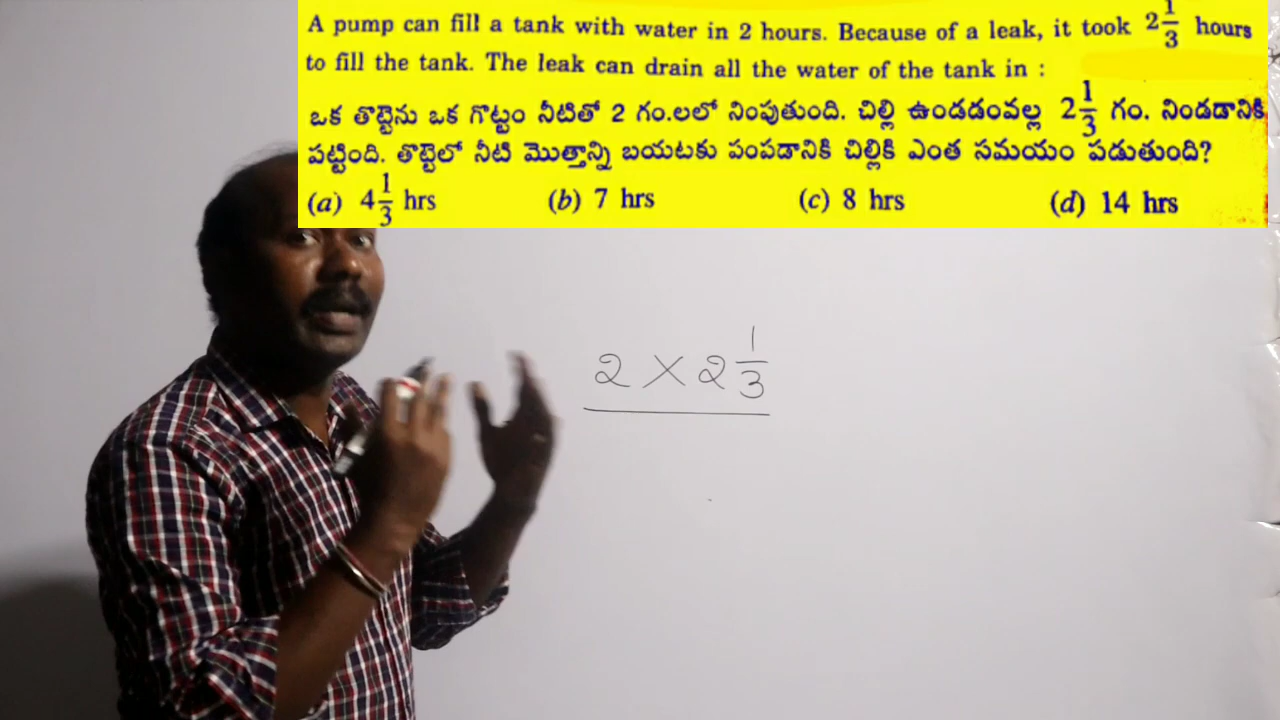 A pump can fill a tank with water in 2 hours. Because of a leak, it took 2 1/3 hours
to fill the tank. The leak can drain all the water of the tank in :
ఒక తొట్టెను ఒక గొట్టం నీటితో 2 గం.లలో నింపుతుంది. చిల్లి ఉండడంవల్ల 2 1/3 గం. నిండడానికి
పట్టింది. తొట్టెలో నీటి మొత్తాన్ని బయటకు పంపడానికి చిల్లికి ఎంత సమయం పడుతుంది?
(a) 4 1/3 hrs (b) 7 hrs (c) 8 hrs (d) 14 hrs
2 × 2 1/3